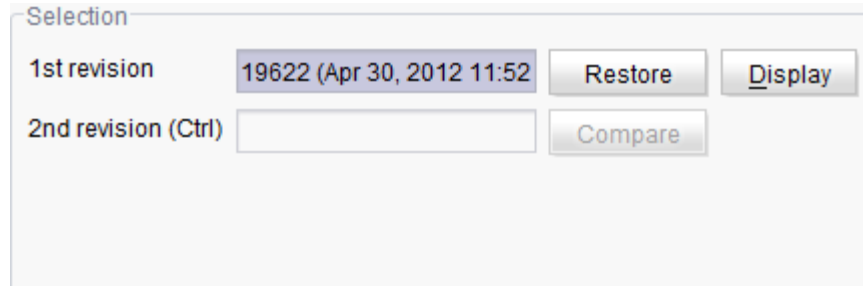 Selection
1st revision 19622 (Apr 30, 2012 11:52 Restore Display
2nd revision (Ctrl) Compare